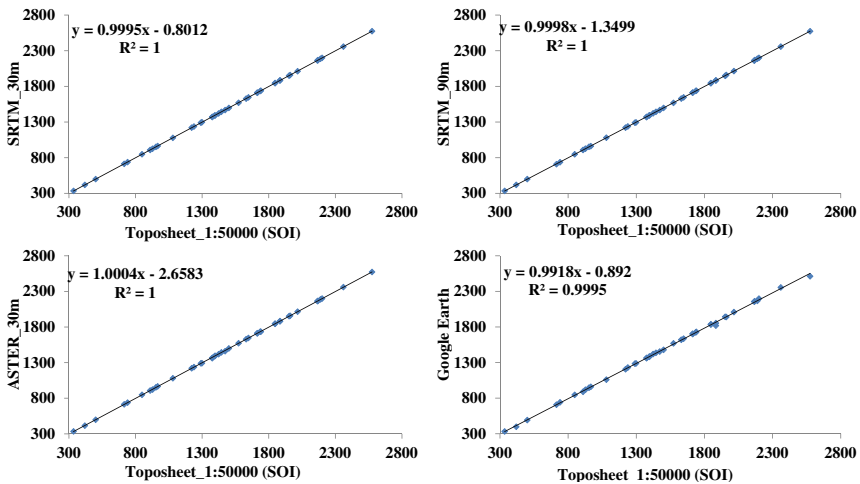 2800
2300
1800
1300
800
300
SRTM_30m
y = 0.9995x - 0.8012
R² = 1
300 800 1300 1800 2300 2800
Toposheet_1:50000 (SOI)
2800
2300
1800
1300
800
300
SRTM_90m
y = 0.9998x - 1.3499
R² = 1
300 800 1300 1800 2300 2800
Toposheet_1:50000 (SOI)
2800
2300
1800
1300
800
300
ASTER_30m
y = 1.0004x - 2.6583
R² = 1
300 800 1300 1800 2300 2800
Toposheet_1:50000 (SOI)
2800
2300
1800
1300
800
300
Google Earth
y = 0.9918x - 0.892
R² = 0.9995
300 800 1300 1800 2300 2800
Toposheet_1:50000 (SOI)